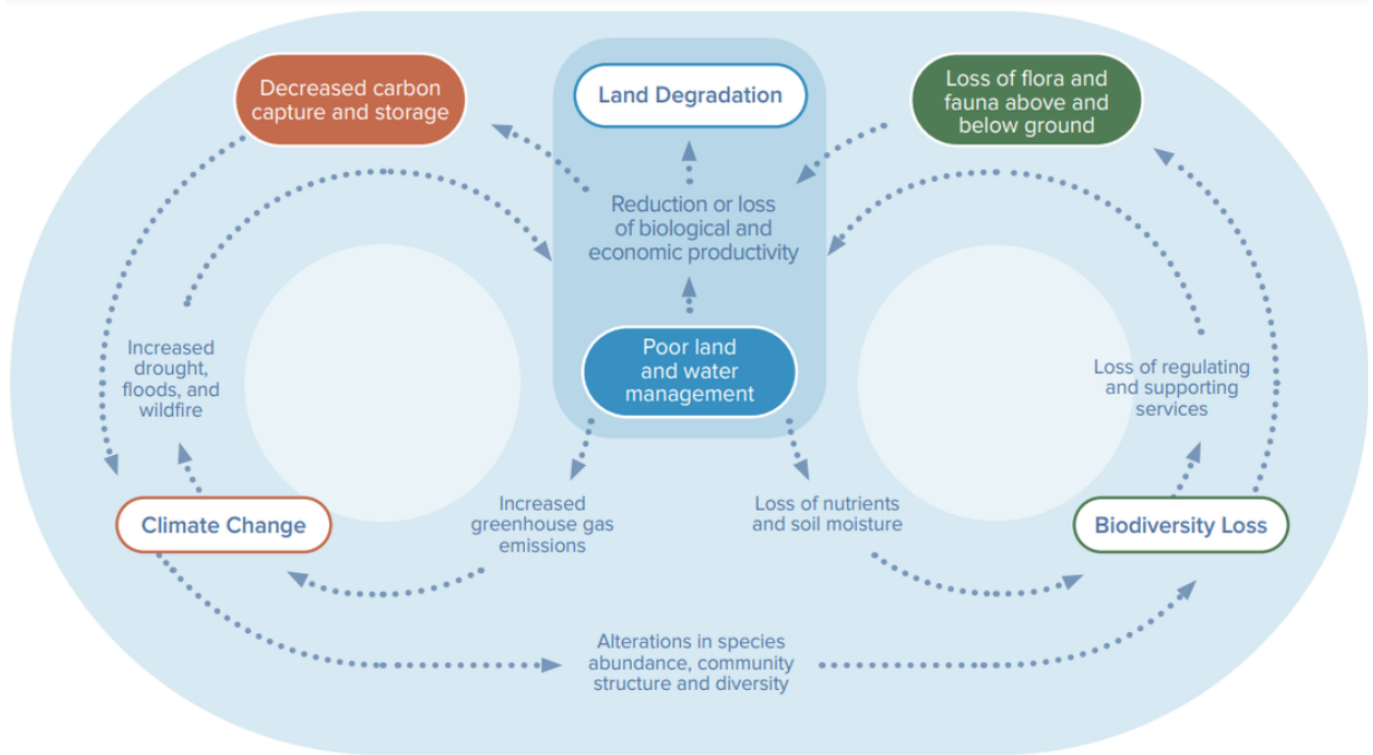 Decreased carbon
capture and storage
Land Degradation
Loss of flora and
fauna above and
below ground
Reduction or loss
of biological and
economic productivity
Increased
drought,
floods, and
wildfire
Poor land
and water
management
Loss of regulating
and supporting
services
Climate Change
Increased
greenhouse gas
emissions
Loss of nutrients
and soil moisture
Biodiversity Loss
Alterations in species
abundance, community
structure and diversity